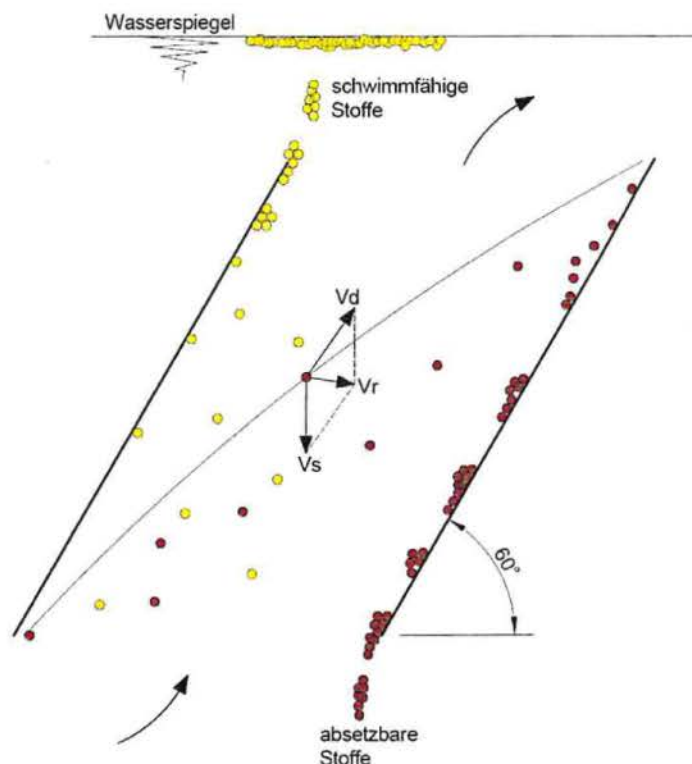 Wasserspiegel
schwimmfähige
Stoffe
Vd
Vr
Vs
60°
absetzbare
Stoffe